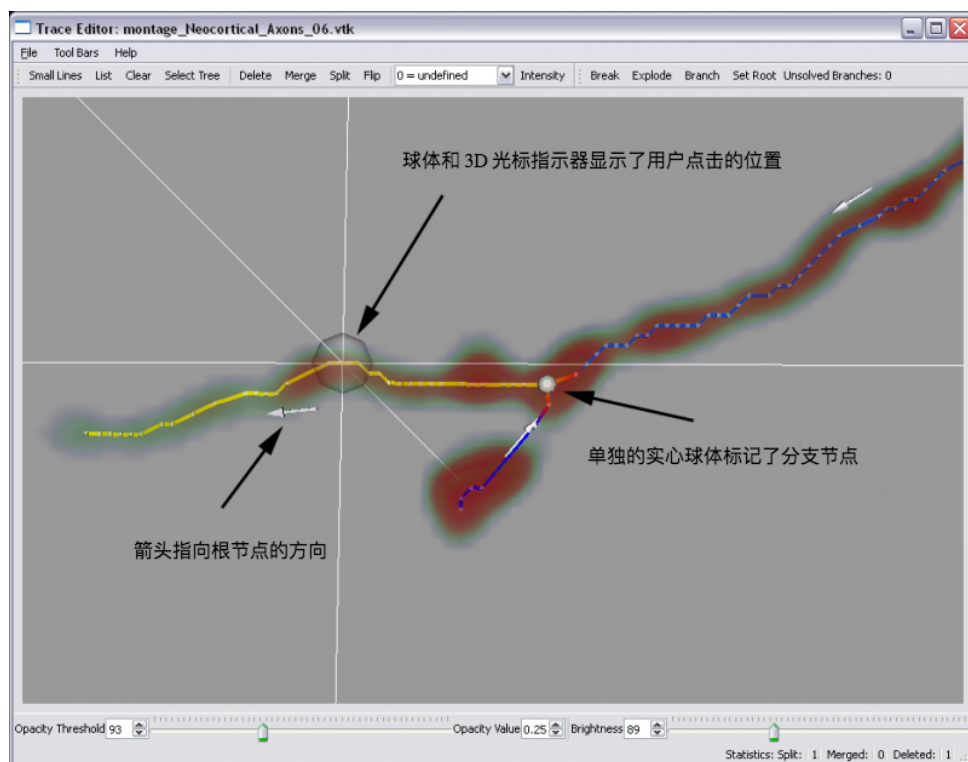 Trace Editor: montage_Neocortical_Axons_06.vtk
File Tool Bars Help
Small Lines List Clear Select Tree Delete Merge Split Flip 0 = undefined Intensity Break Explode Branch Set Root Unsolved Branches: 0
球体和 3D 光标指示器显示了用户点击的位置
单独的实心球体标记了分支节点
箭头指向根节点的方向
Opacity Threshold 93 Opacity Value 0.25 Brightness 89
Statistics: Split: 1 Merged: 0 Deleted: 1